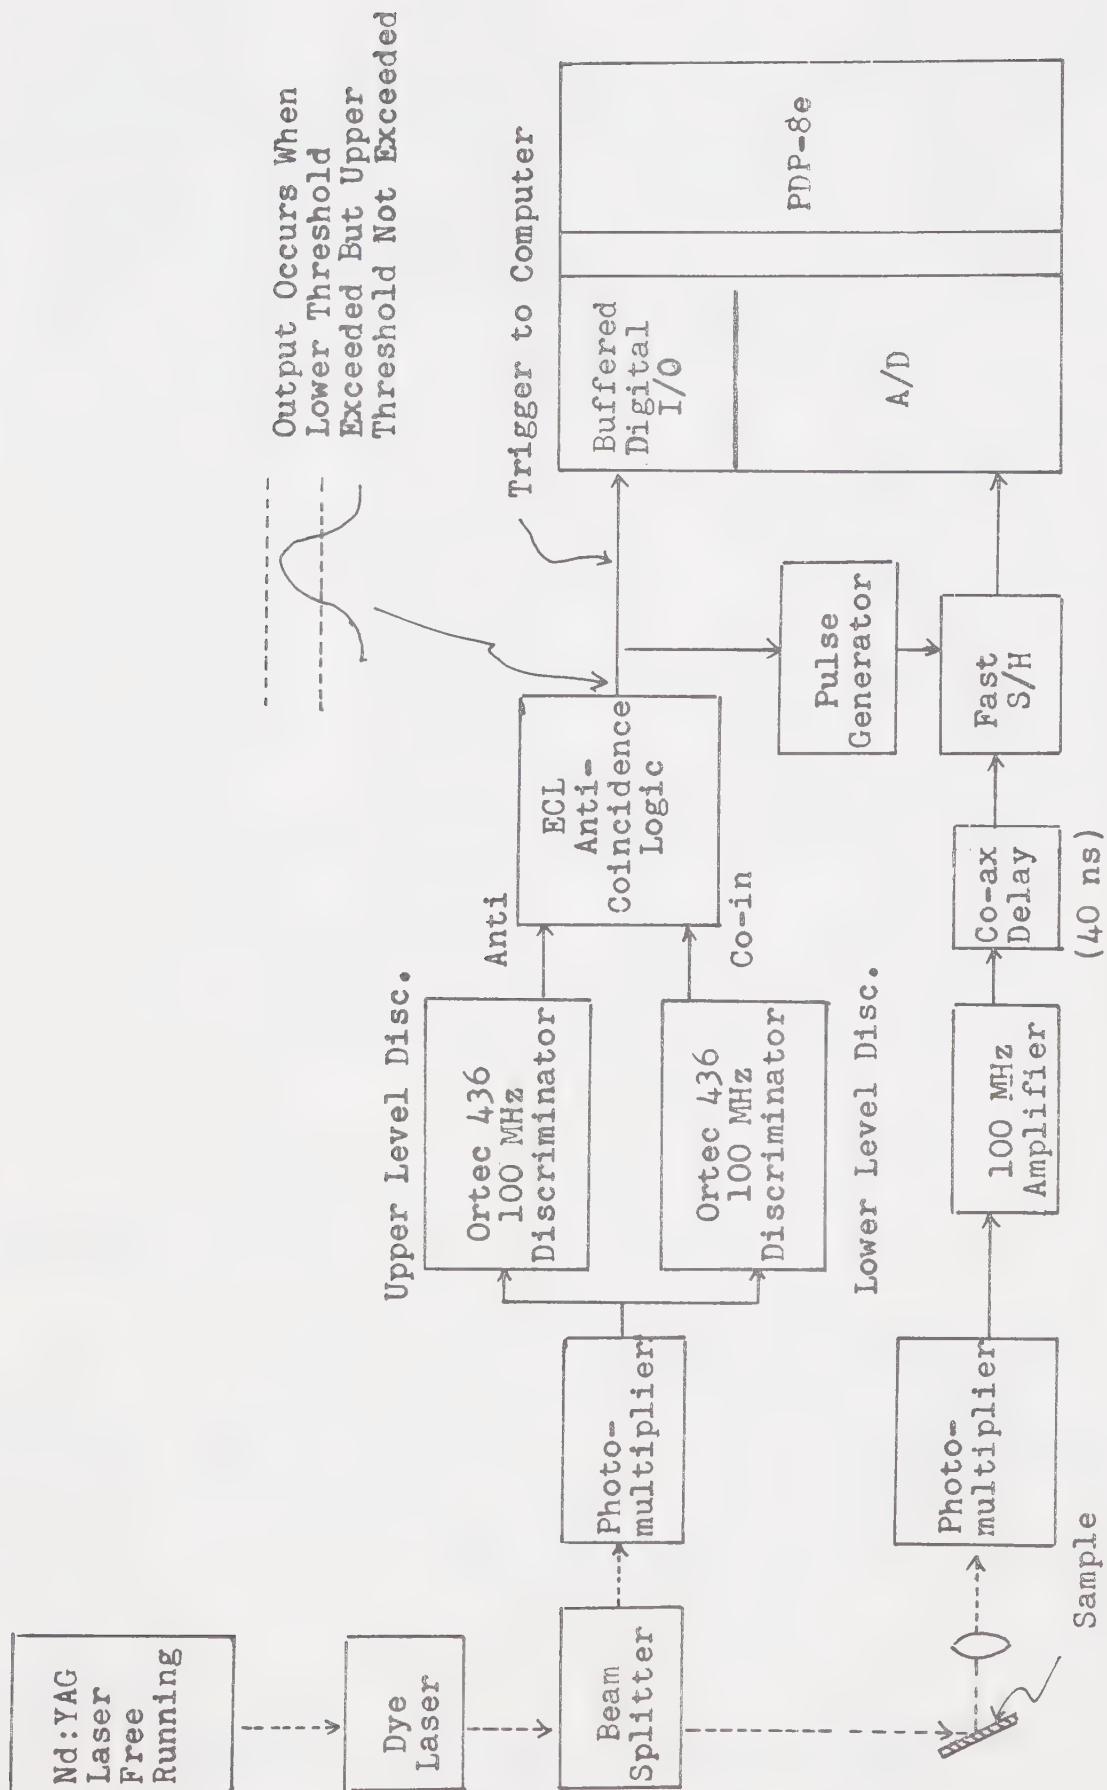 Nd:YAG
Laser
Free
Running
Dye
Laser
Beam
Splitter
Sample
Photo-
multiplier
Photo-
multiplier
Upper Level Disc.
Ortec 436
100 MHz
Discriminator
Ortec 436
100 MHz
Discriminator
Lower Level Disc.
100 MHz
Amplifier
Co-ax
Delay
(40 ns)
Anti
Co-in
ECL
Anti-
Coincidence
Logic
Pulse
Generator
Fast
S/H
Output Occurs When
Lower Threshold
Exceeded But Upper
Threshold Not Exceeded
Trigger to Computer
Buffered
Digital
I/O
A/D
PDP-8e